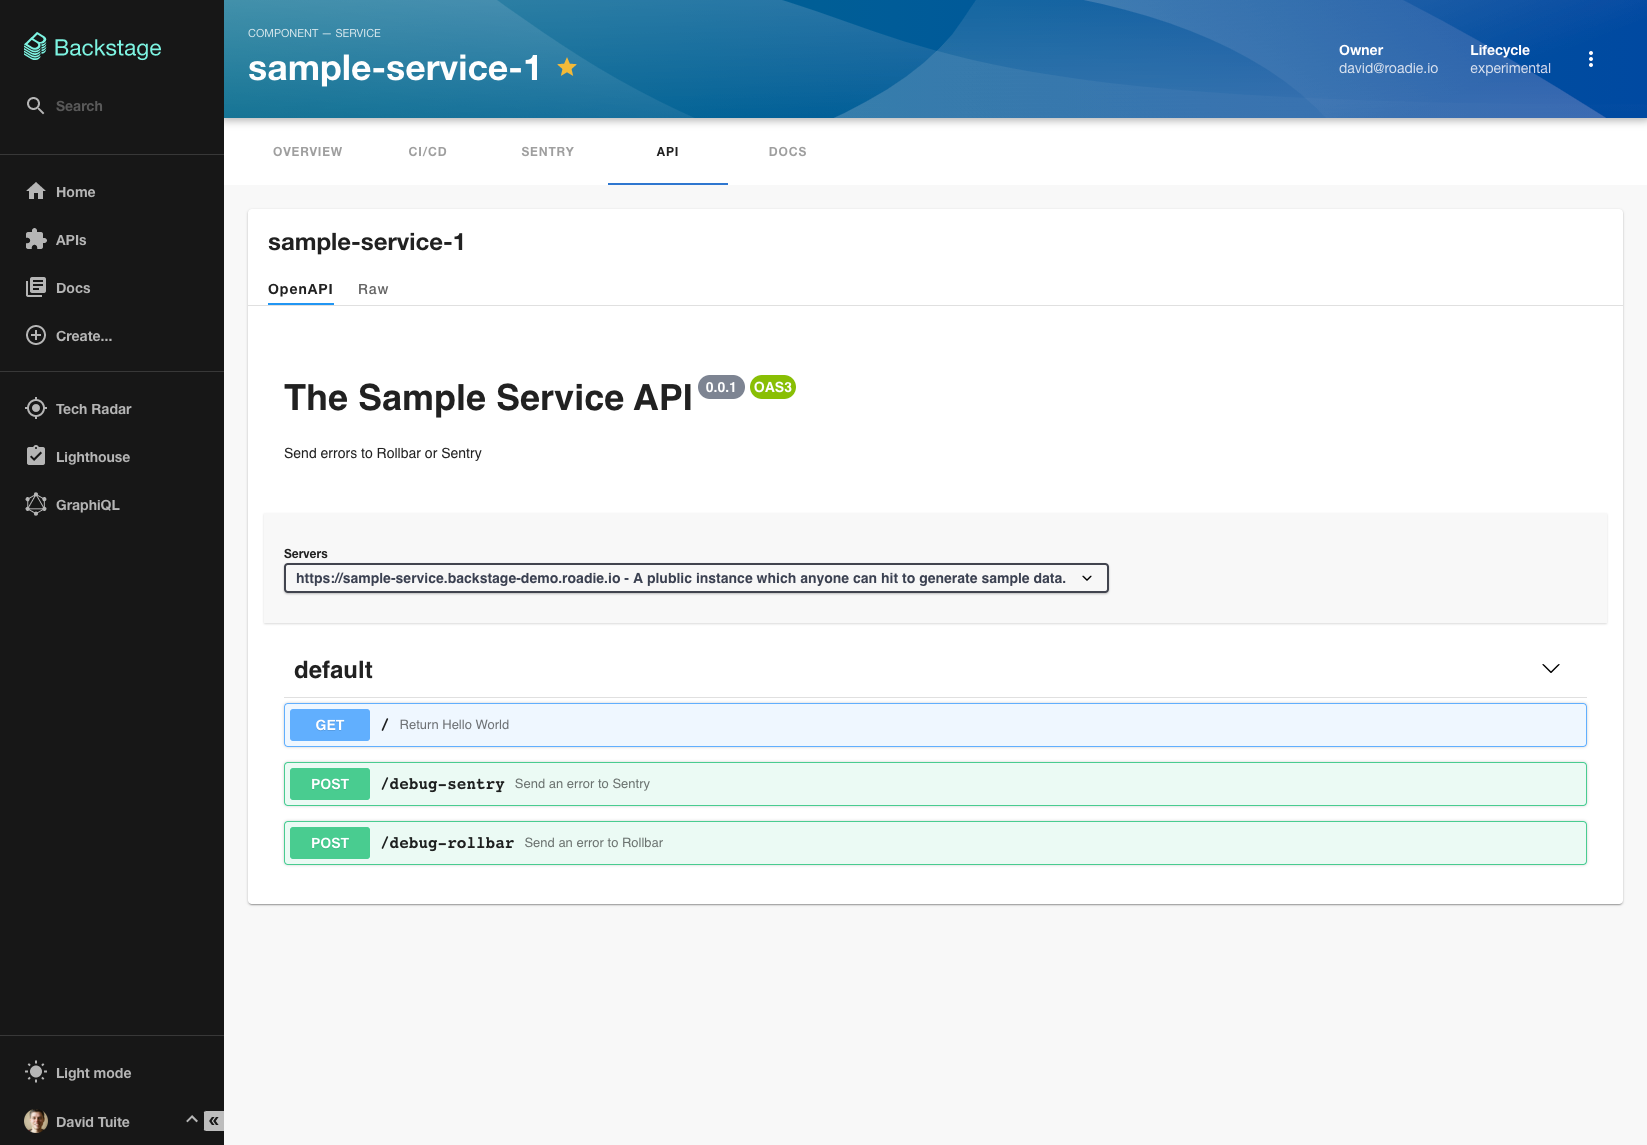 Backstage
Search
Home
APIs
Docs
Create...
Tech Radar
Lighthouse
GraphiQL
Light mode
David Tuite
COMPONENT — SERVICE
sample-service-1
Owner
david@roadie.io
Lifecycle
experimental
OVERVIEW CI/CD SENTRY API DOCS
sample-service-1
OpenAPI Raw
The Sample Service API 0.0.1 OAS3
Send errors to Rollbar or Sentry
Servers
https://sample-service.backstage-demo.roadie.io - A plublic instance which anyone can hit to generate sample data.
default
GET / Return Hello World
POST /debug-sentry Send an error to Sentry
POST /debug-rollbar Send an error to Rollbar